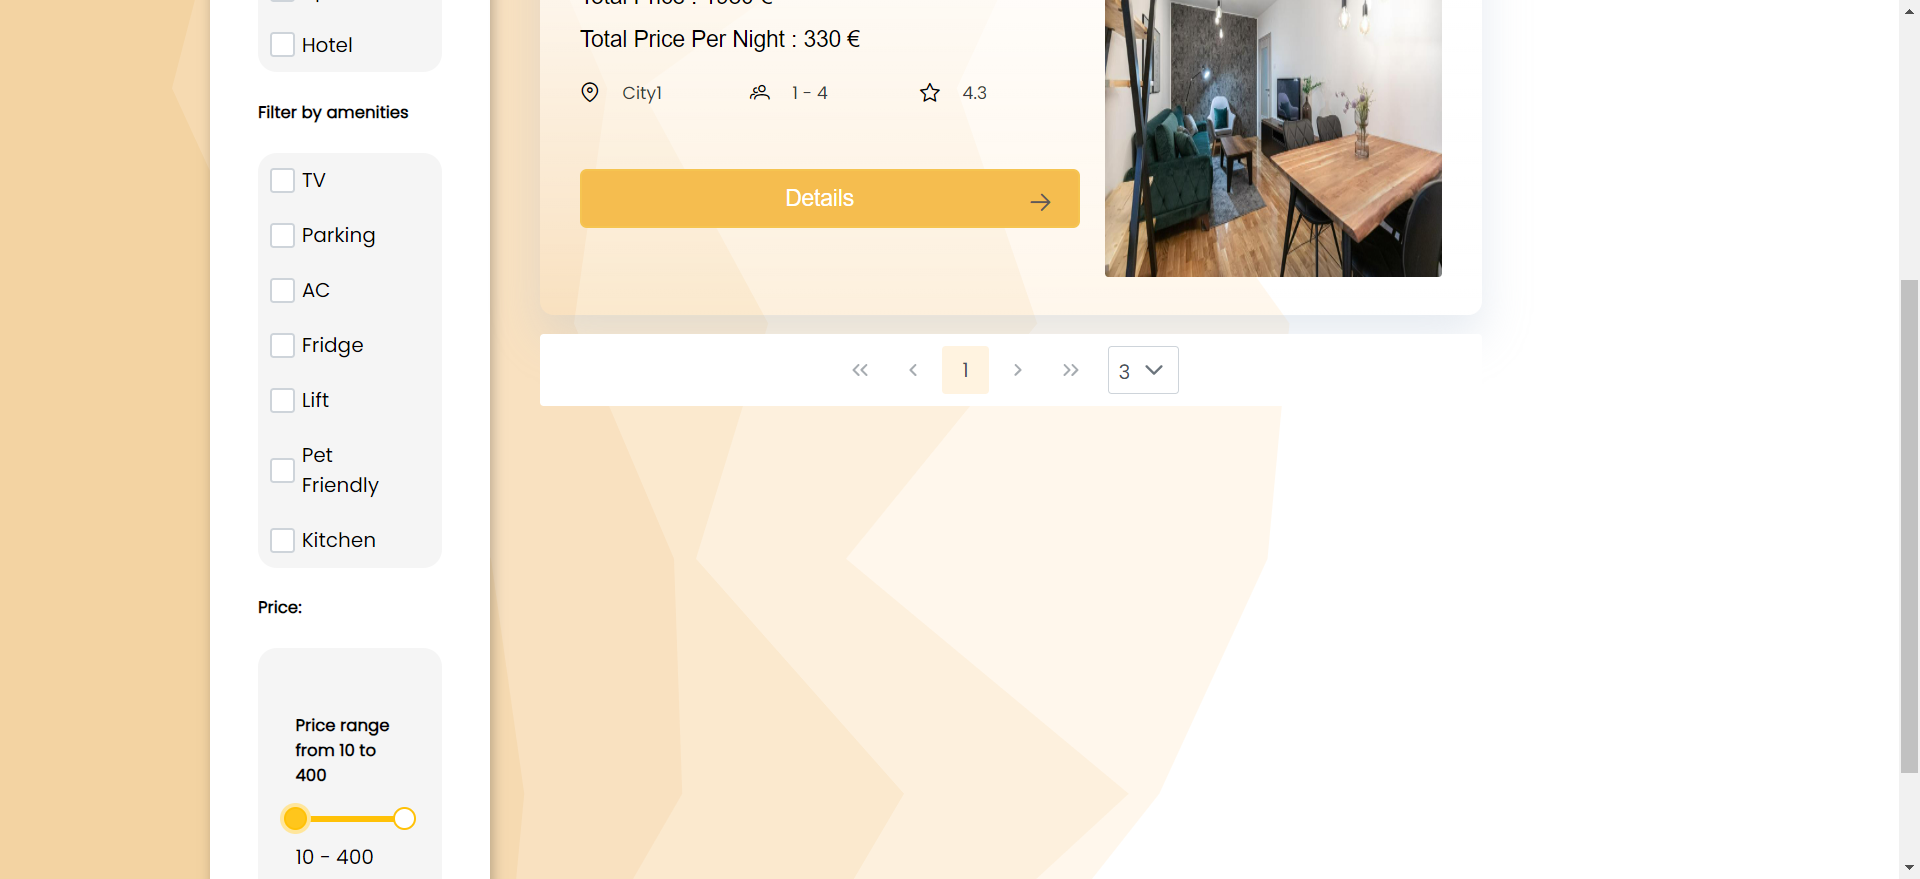 Hotel
Filter by amenities
TV
Parking
AC
Fridge
Lift
Pet
Friendly
Kitchen
Price:
Price range
from 10 to
400
10 - 400
Total Price Per Night : 330 €
City1
1 - 4
4.3
Details
1
3